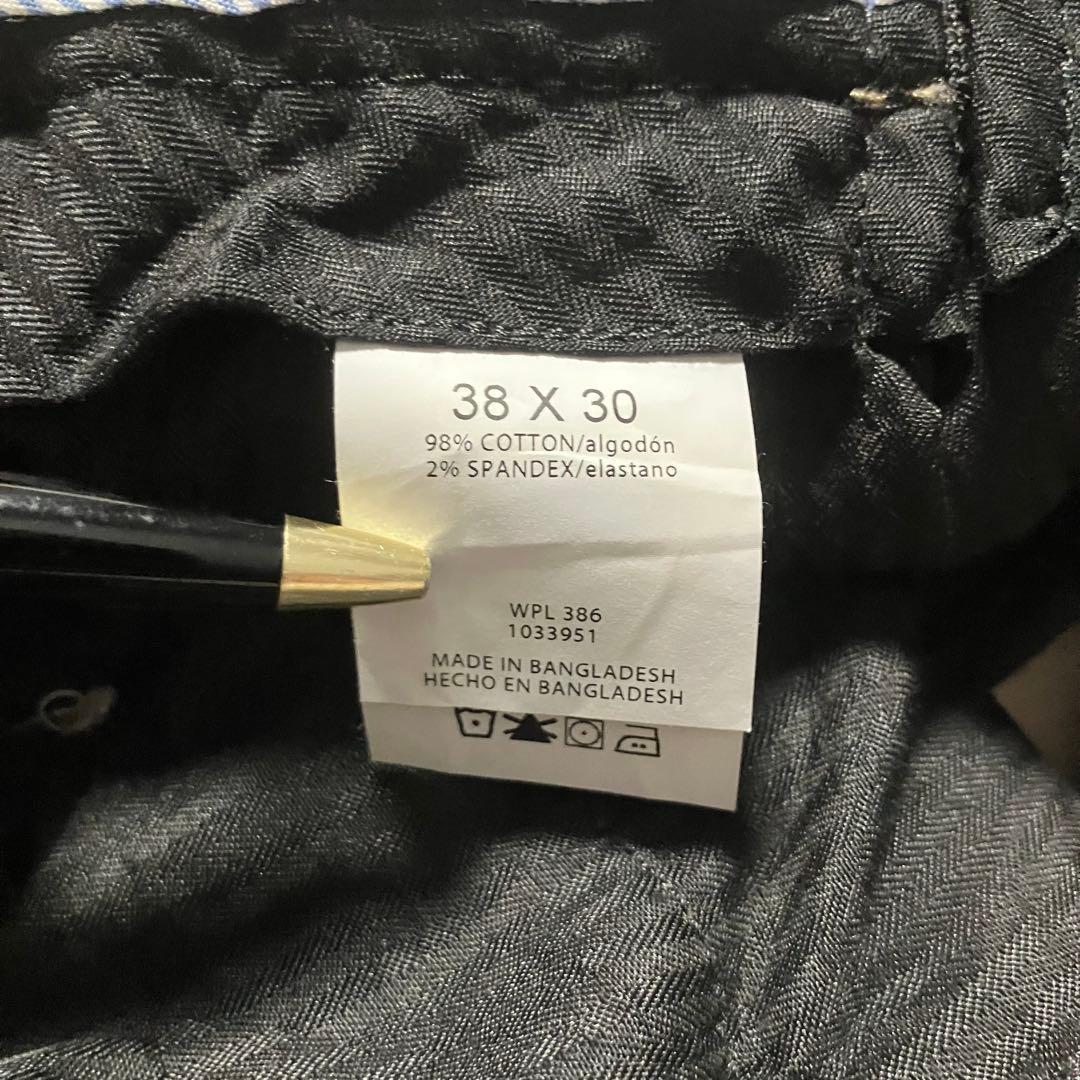 38 X 30
98% COTTON/algodón
2% SPANDEX/elastano
WPL 386
1033951
MADE IN BANGLADESH
HECHO EN BANGLADESH